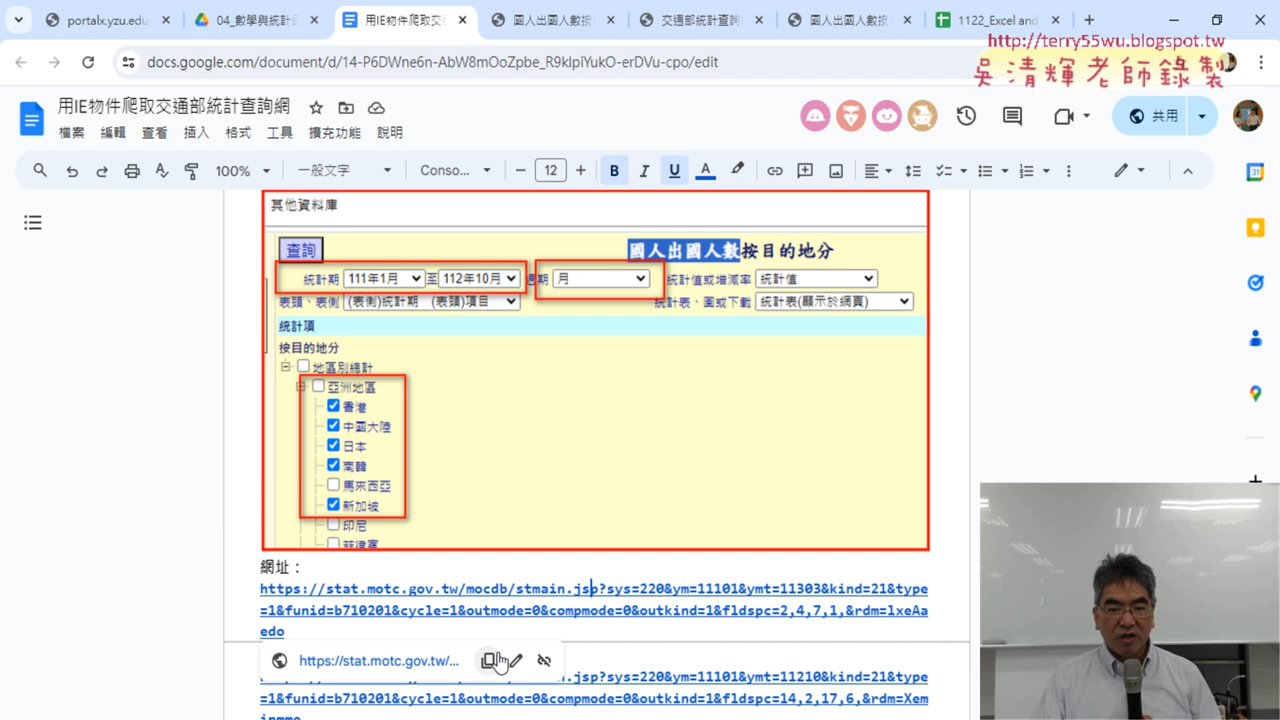 portalx.yzu.edu
04_數學與統計函
用IE物件爬取交
國人出國人數按
交通部統計查詢
國人出國人數按
1122_Excel and
http://terry55wu.blogspot.tw
docs.google.com/document/d/14-P6DWne6n-AbW8mOoZpbe_R9klpiYukO-erDVu-cpo/edit
吳清輝老師錄製
用IE物件爬取交通部統計查詢網
檔案 編輯 查看 插入 格式 工具 擴充功能 說明
共用
100% 一般文字 Conso... 12 B I U A
31
其他資料庫
查詢 國人出國人數按目的地分
統計期 111年1月 至 112年10月 週期 月 統計值或增減率 統計值
表頭、表側 (表側)統計期 (表頭)項目 統計表、圖或下載 統計表(顯示於網頁)
統計項
按目的地分
地區別總計
亞洲地區
香港
中國大陸
日本
南韓
馬來西亞
新加坡
印尼
菲律賓
網址：
https://stat.motc.gov.tw/mocdb/stmain.jsp?sys=220&ym=11101&ymt=11303&kind=21&type
=1&funid=b710201&cycle=1&outmode=0&compmode=0&outkind=1&fldspc=2,4,7,1,&rdm=lxeAa
edo
https://stat.motc.gov.tw/...
n.jsp?sys=220&ym=11101&ymt=11210&kind=21&type
=1&funid=b710201&cycle=1&outmode=0&compmode=0&outkind=1&fldspc=14,2,17,6,&rdm=Xem